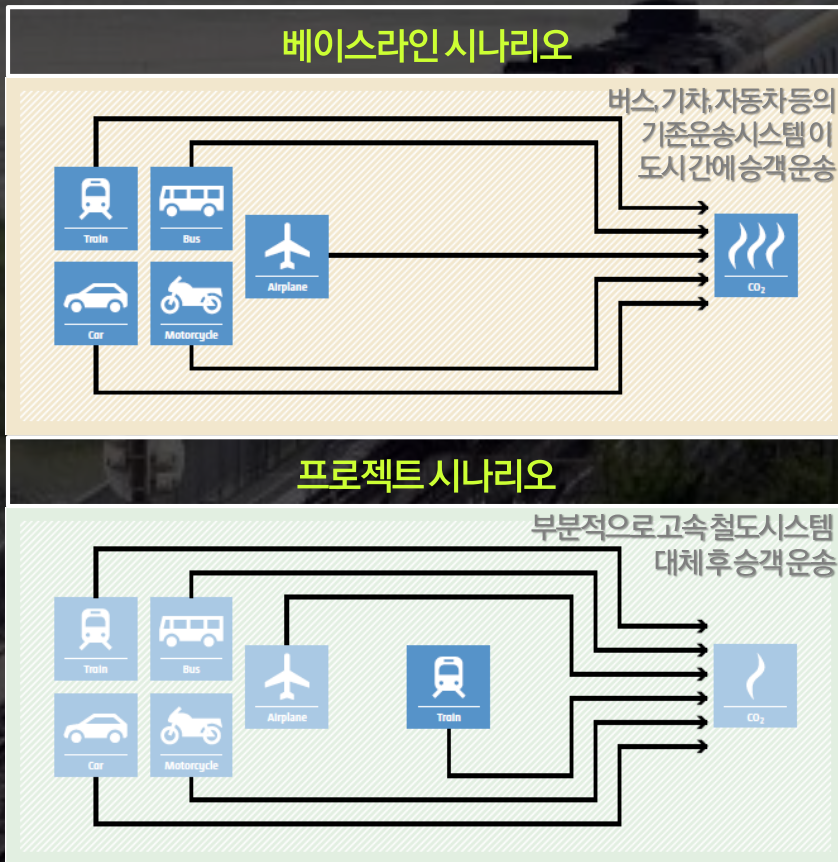 베이스라인 시나리오
버스, 기차, 자동차 등의
기존운송시스템이
도시 간에 승객 운송
Train
Bus
Airplane
Car
Motorcycle
CO₂
프로젝트 시나리오
부분적으로 고속 철도시스템
대체 후 승객 운송
Train
Bus
Airplane
Train
Car
Motorcycle
CO₂